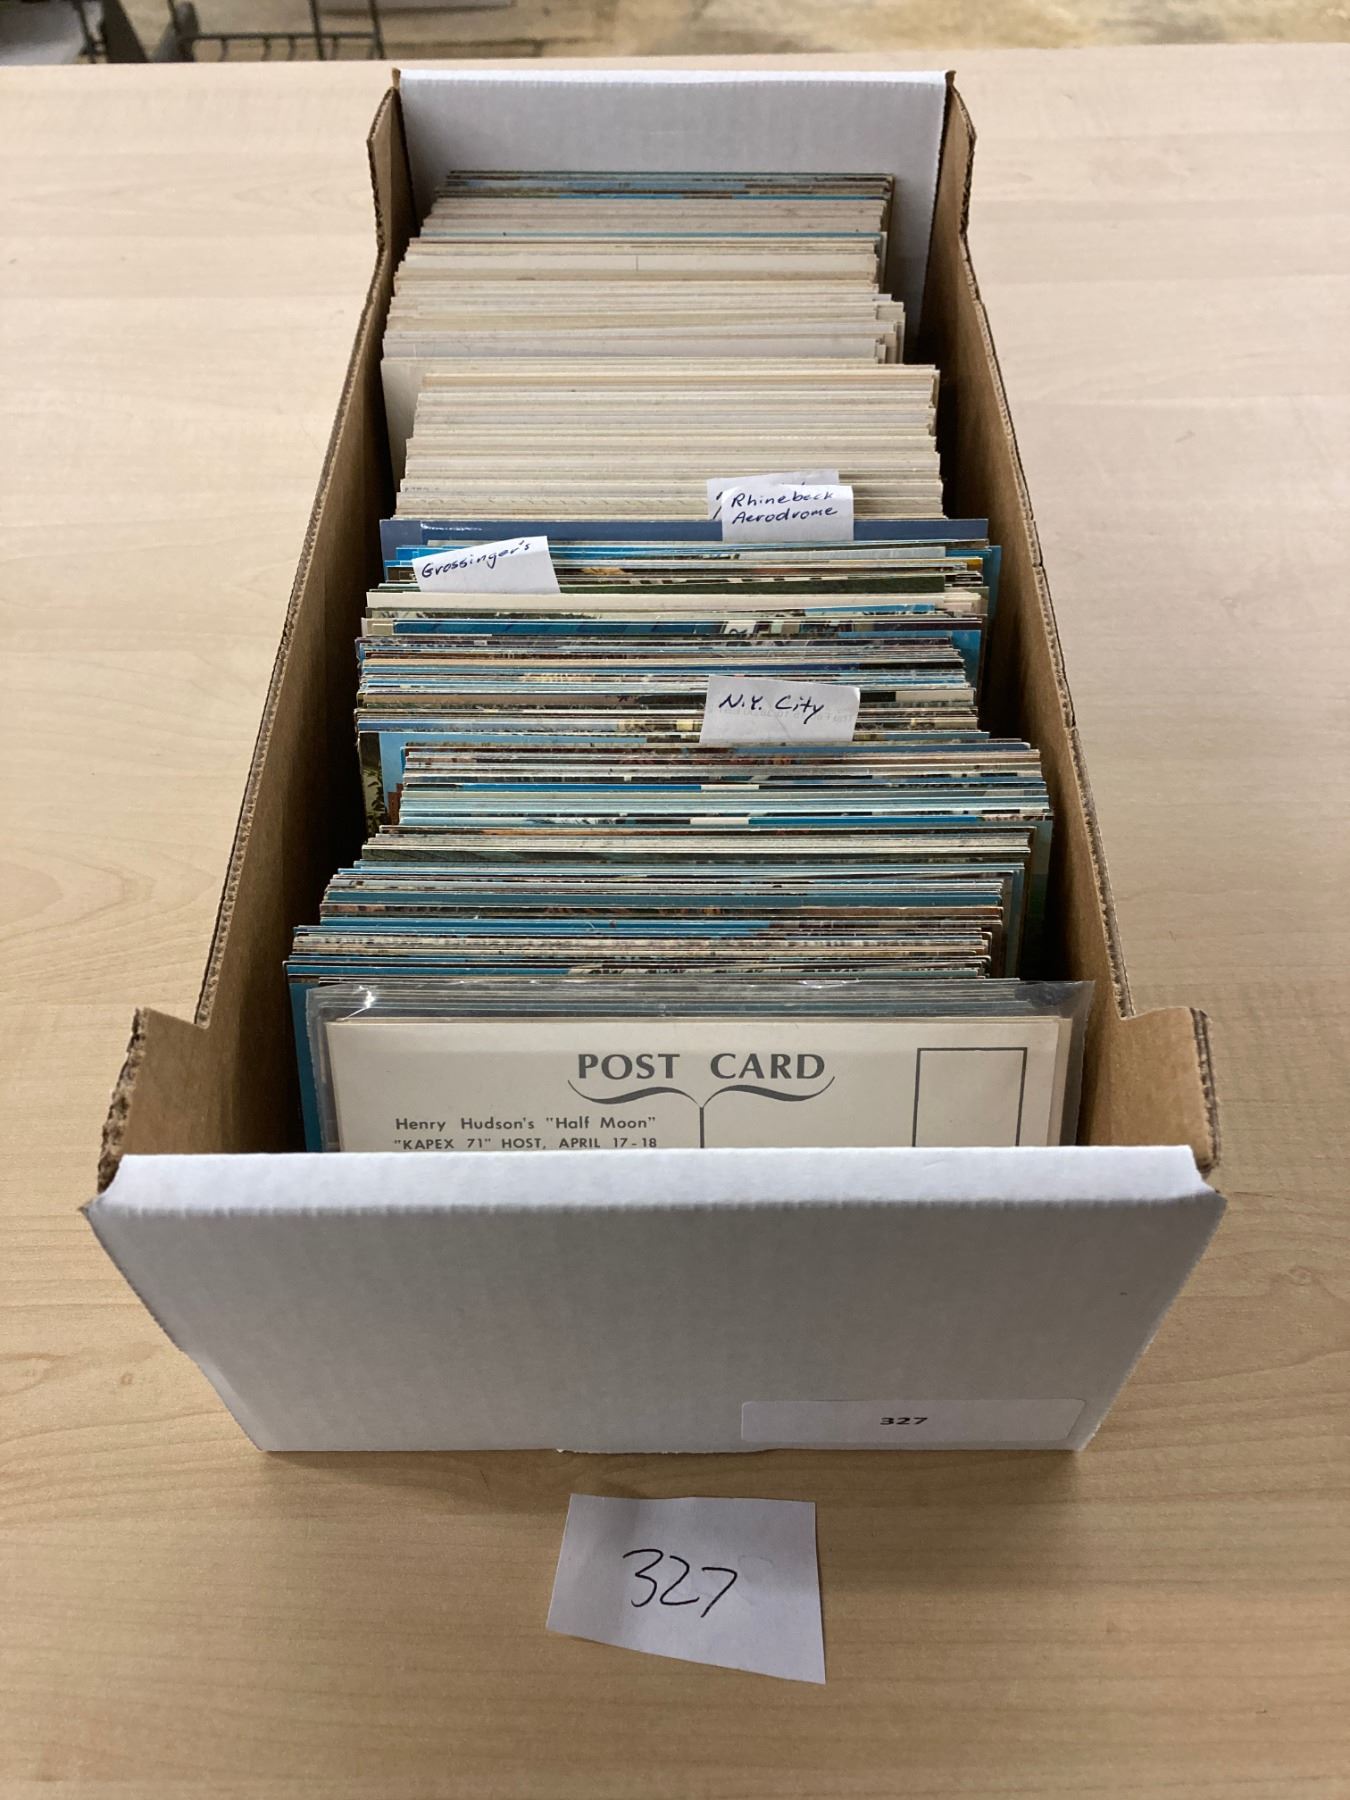 Rhinebeck
Aerodrome
Grossinger's
N.Y. City
POST CARD
Henry Hudson's "Half Moon"
"KAPEX 71" HOST, APRIL 17-18
327
327